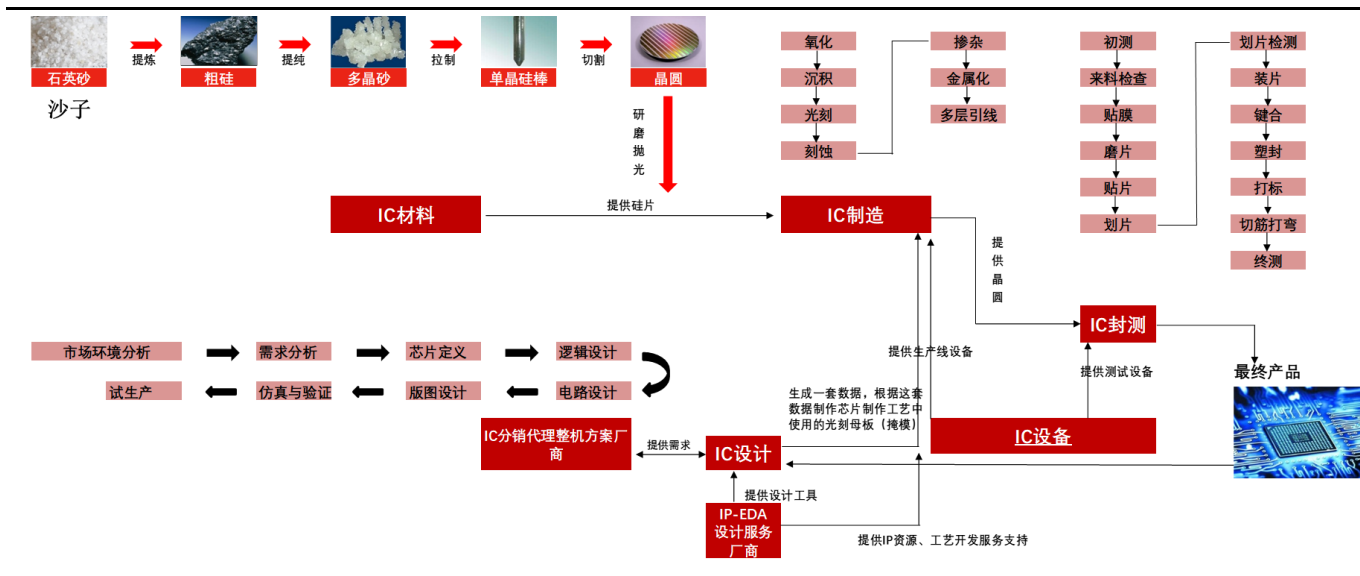 石英砂
提炼
粗硅
提纯
多晶砂
拉制
单晶硅棒
切割
晶圆
沙子
研
磨
抛
光
氧化
沉积
光刻
刻蚀
掺杂
金属化
多层引线
初测
来料检查
贴膜
磨片
贴片
划片
划片检测
装片
键合
塑封
打标
切筋打弯
终测
IC材料
提供硅片
IC制造
提
供
晶
圆
IC封测
市场环境分析
需求分析
芯片定义
逻辑设计
试生产
仿真与验证
版图设计
电路设计
提供生产线设备
提供测试设备
最终产品
生成一套数据，根据这套
数据制作芯片制作工艺中
使用的光刻母板（掩模）
IC分销代理整机方案厂
商
提供需求
IC设计
IC设备
提供设计工具
IP-EDA
设计服务
厂商
提供IP资源、工艺开发服务支持